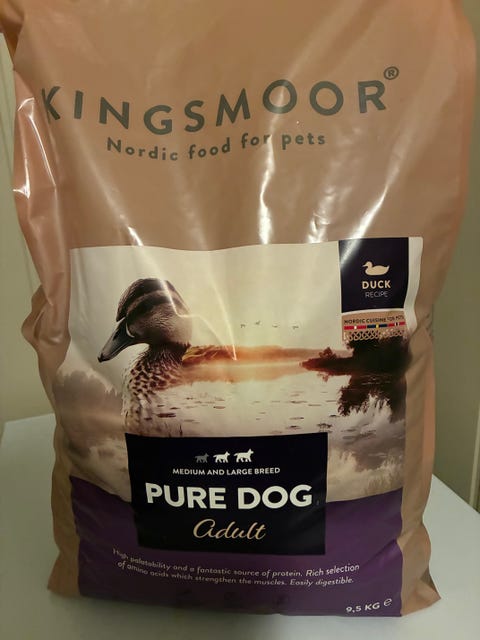 KINGSMOOR®
Nordic food for pets
DUCK
RECIPE
NORDIC CUISINE FOR PETS
MEDIUM AND LARGE BREED
PURE DOG
Adult
High palatability and a fantastic source of protein. Rich selection
of amino acids which strengthen the muscles. Easily digestible.
9,5 KG e